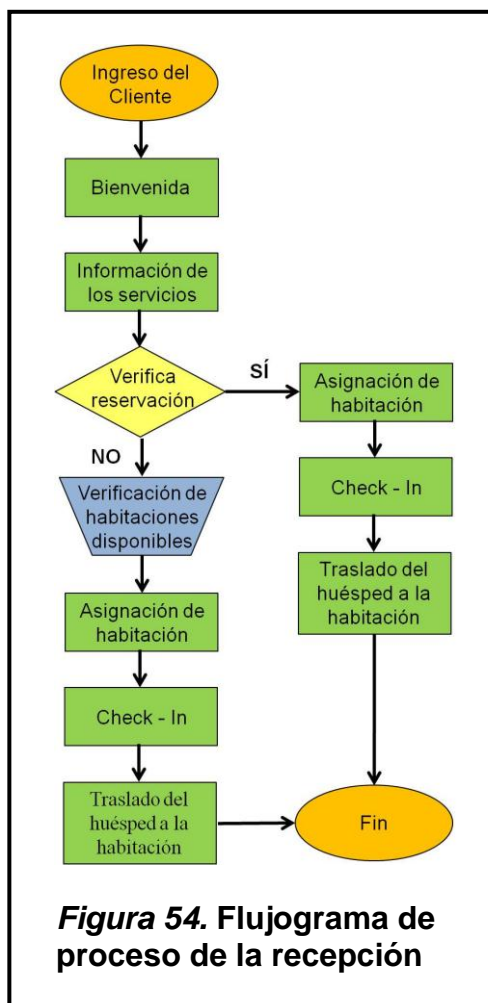 Ingreso del
Cliente
Bienvenida
Información de
los servicios
Verifica
reservación
SÍ
Asignación de
habitación
Check - In
Traslado del
huésped a la
habitación
NO
Verificación de
habitaciones
disponibles
Asignación de
habitación
Check - In
Traslado del
huésped a la
habitación
Fin
Figura 54. Flujograma de
proceso de la recepción